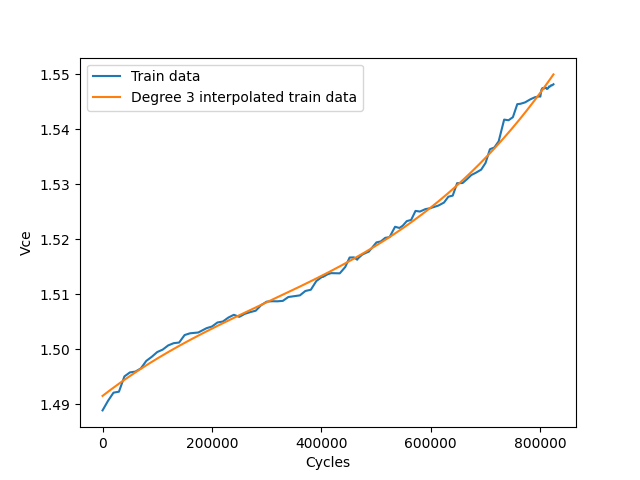 Train data
Degree 3 interpolated train data
1.55
1.54
1.53
1.52
1.51
1.50
1.49
Vce
0 200000 400000 600000 800000
Cycles